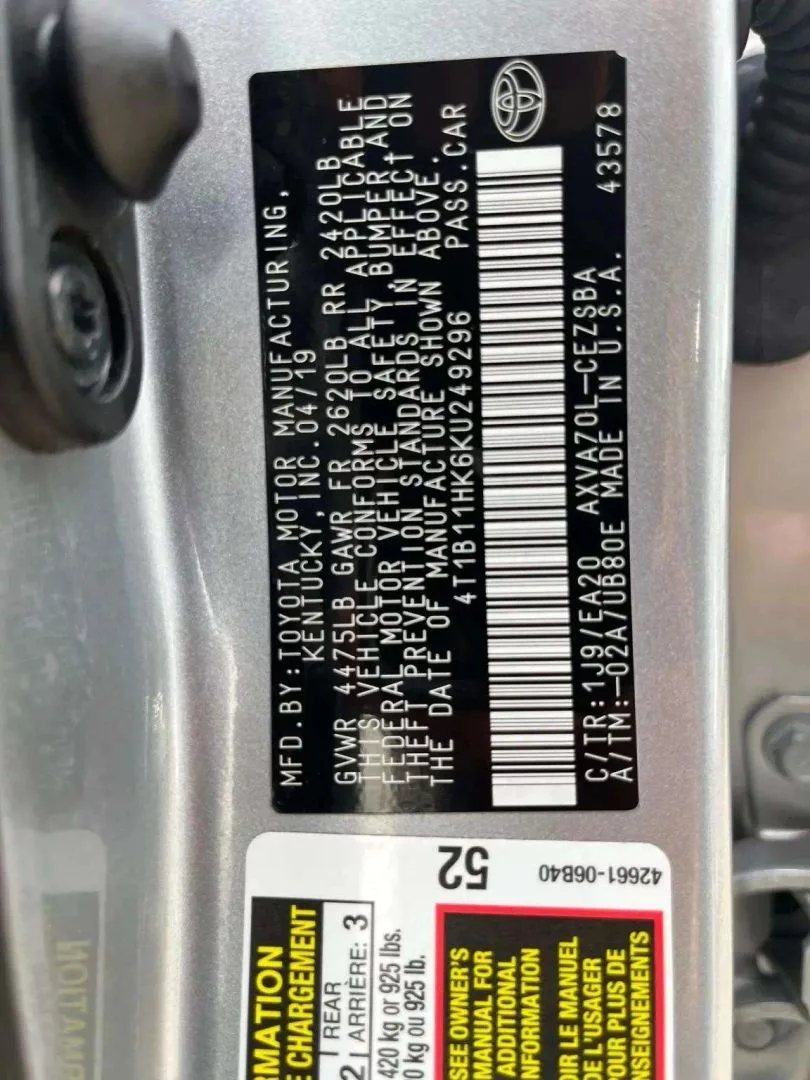 MFD.BY:TOYOTA MOTOR MANUFACTURING,
KENTUCKY,INC.04/19
GVWR 4475LB GAWR FR 2620LB RR 2420LB
THIS VEHICLE CONFORMS TO ALL APPLICABLE
FEDERAL MOTOR VEHICLE SAFETY,BUMPER,AND
THEFT PREVENTION STANDARDS IN EFFECT ON
THE DATE OF MANUFACTURE SHOWN ABOVE.
4T1B11HK6KU249296 PASS.CAR
C/TR:1J9/EA20 AXVA70L-CEZSBA
A/TM:-02A/UB80E MADE IN U.S.A. 43578
52
42661-06B40
RMATION
E CHARGEMENT
2 REAR
ARRIÈRE: 3
420 kg or 925 lbs.
0 kg ou 925 lb.
SEE OWNER'S
MANUAL FOR
ADDITIONAL
INFORMATION
OIR LE MANUEL
DE L'USAGER
POUR PLUS DE
ENSEIGNEMENTS